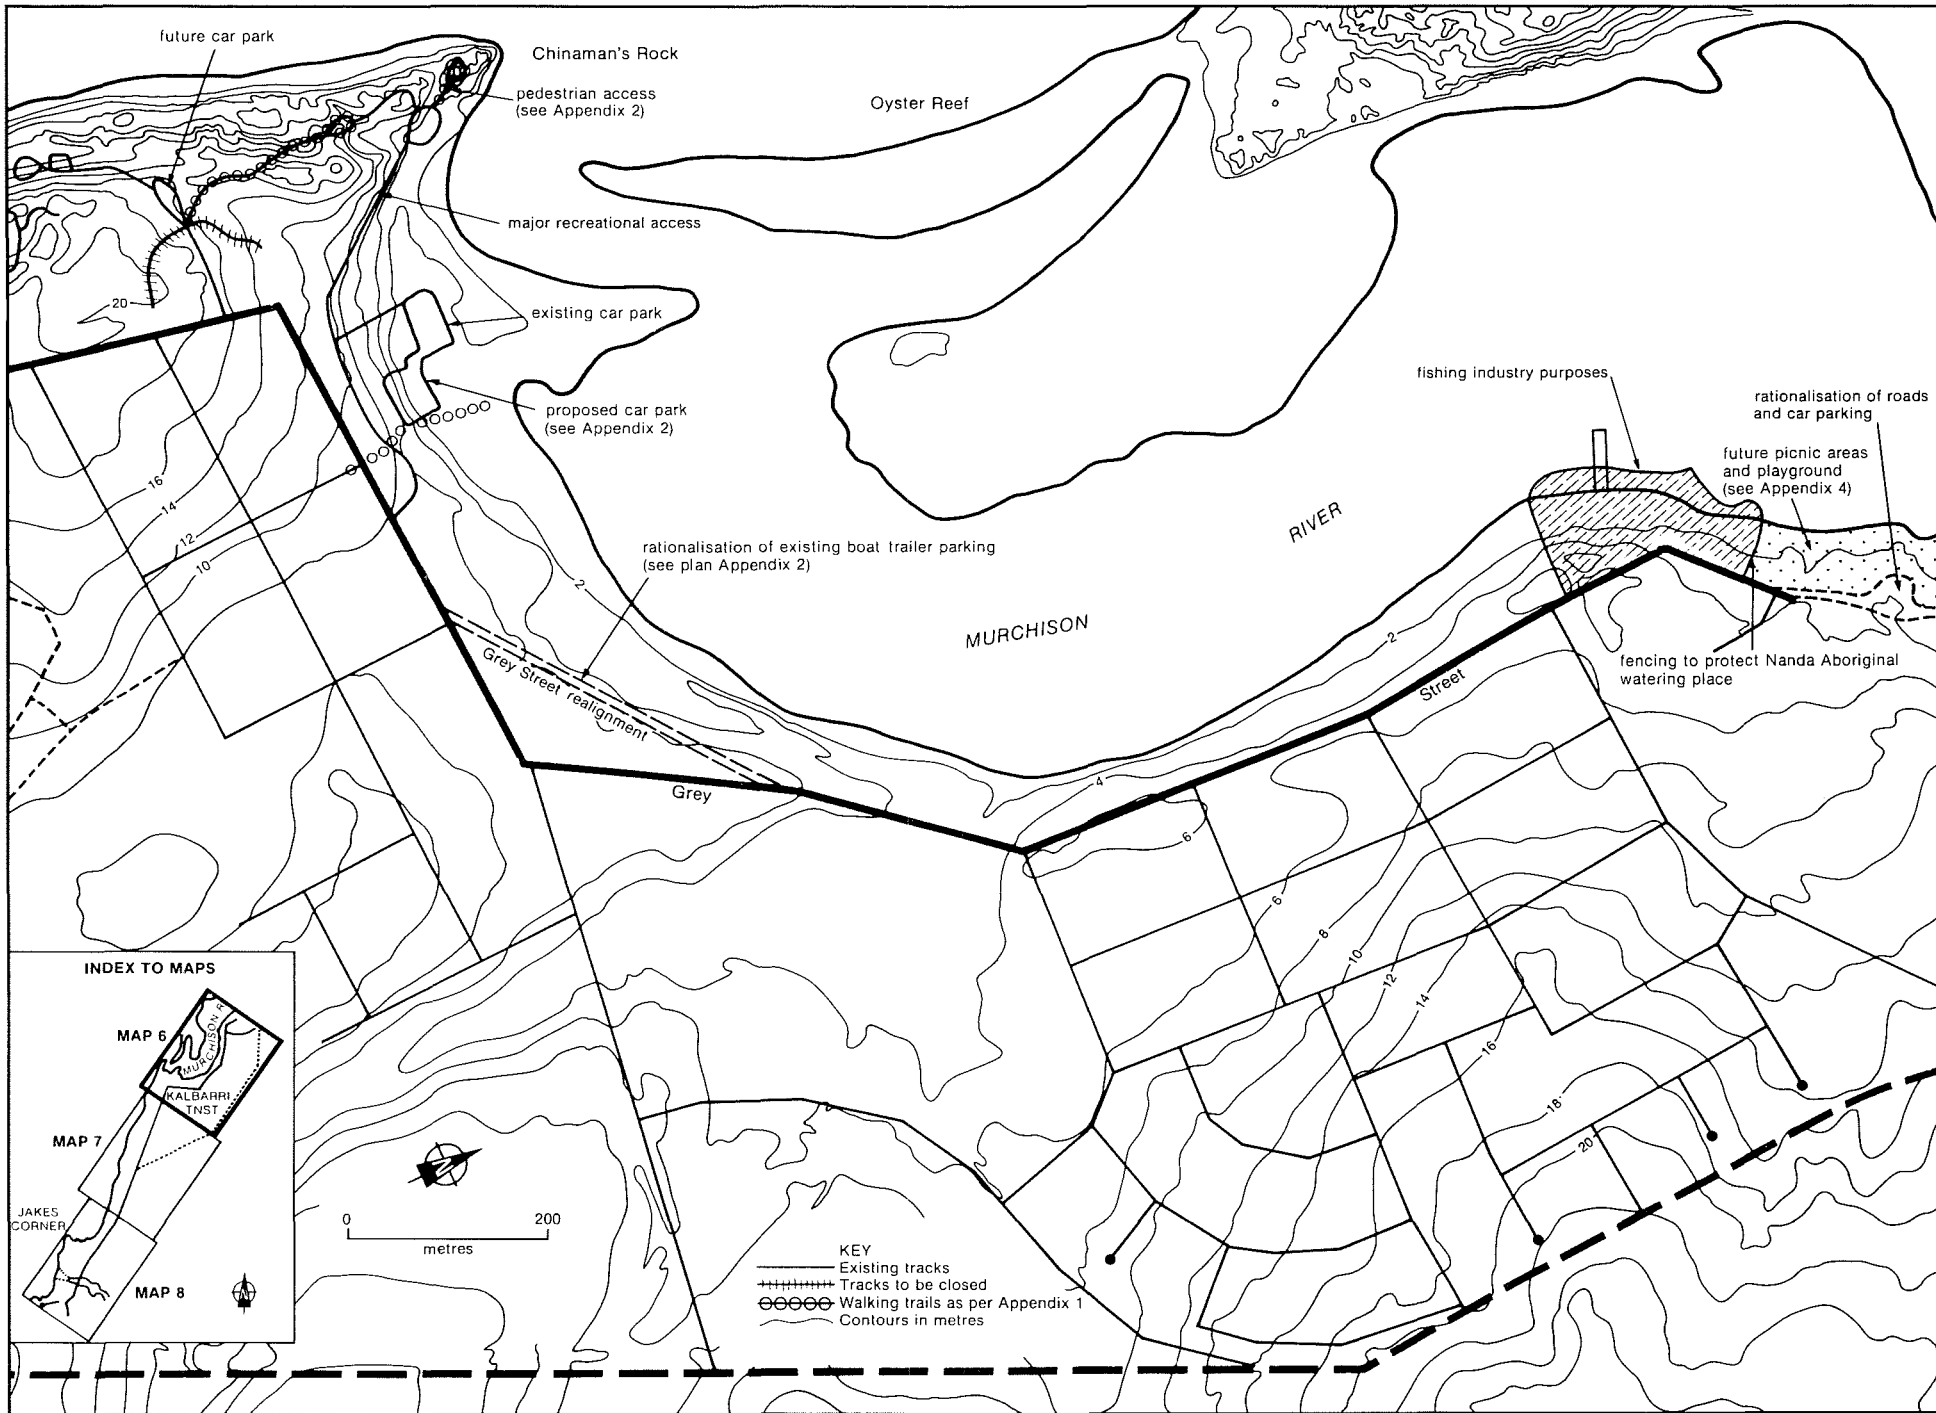 future car park
Chinaman's Rock
pedestrian access
(see Appendix 2)
Oyster Reef
major recreational access
20
existing car park
proposed car park
(see Appendix 2)
fishing industry purposes
rationalisation of roads
and car parking
future picnic areas
and playground
(see Appendix 4)
16
14
12
10
2
rationalisation of existing boat trailer parking
(see plan Appendix 2)
MURCHISON
RIVER
Grey Street realignment
Grey
Street
2
4
6
fencing to protect Nanda Aboriginal
watering place
6
8
10
12
14
16
18
20
INDEX TO MAPS
MAP 6
MURCHISON R
KALBARRI
TNST
MAP 7
JAKES
CORNER
MAP 8
N
N
0 200
metres
KEY
Existing tracks
Tracks to be closed
Walking trails as per Appendix 1
Contours in metres